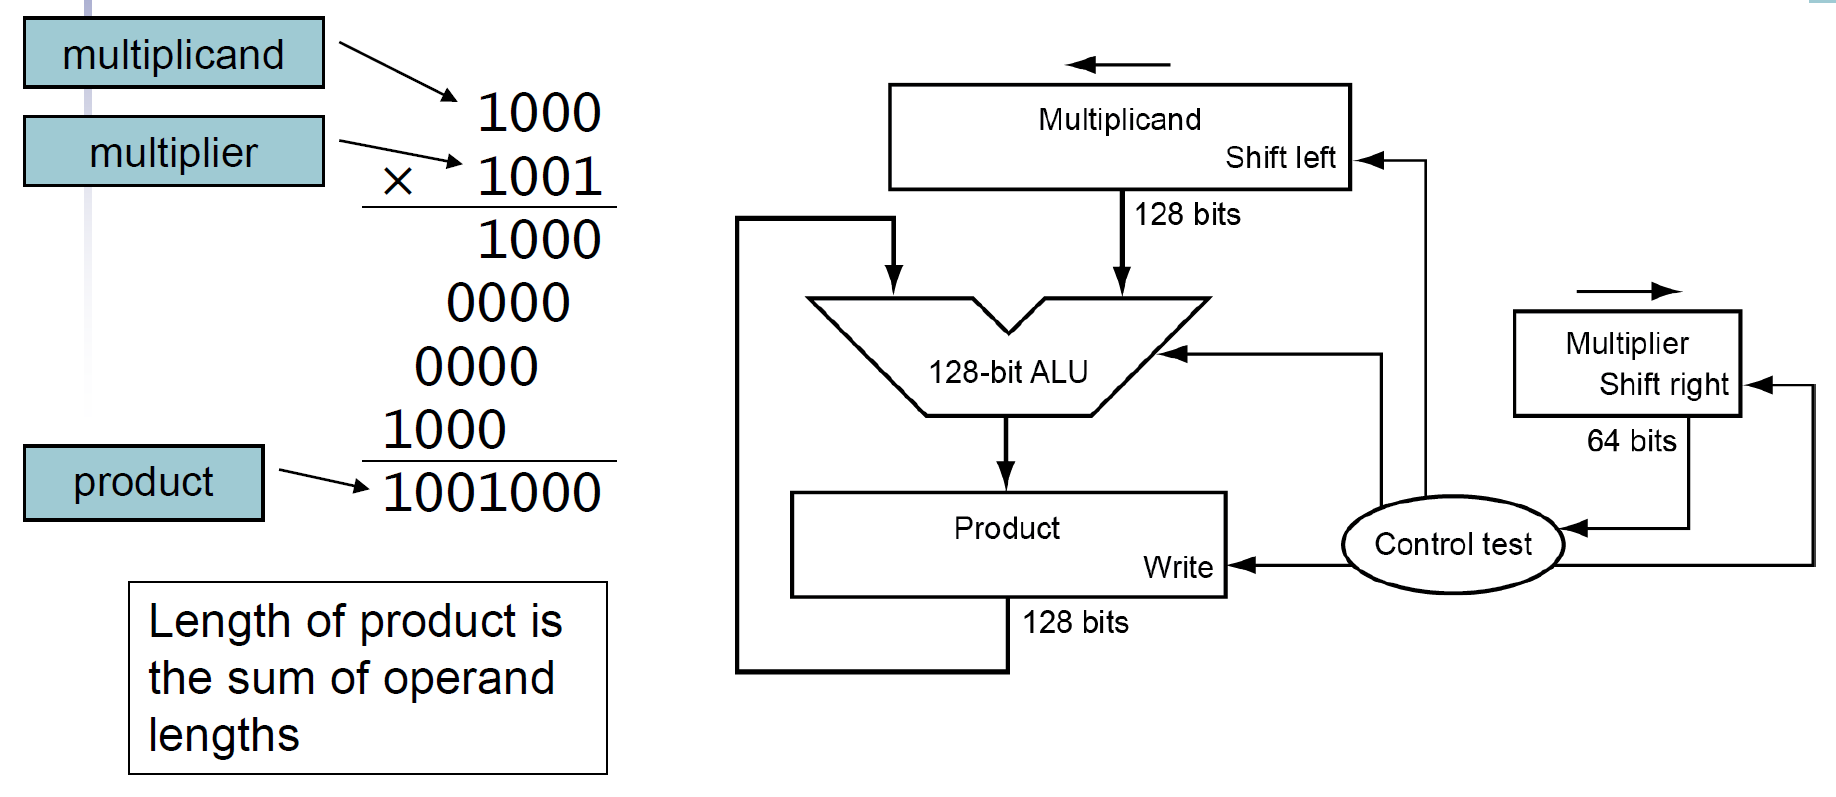 multiplicand
multiplier
1000
× 1001
1000
0000
0000
1000
product
1001000
Length of product is
the sum of operand
lengths
Multiplicand
Shift left
128 bits
128-bit ALU
Multiplier
Shift right
64 bits
Product
Write
128 bits
Control test